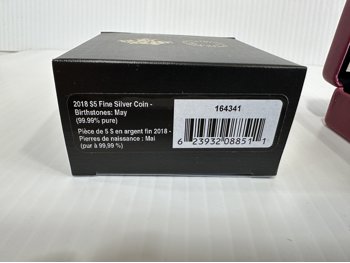 2018 $5 Fine Silver Coin -
Birthstones: May
(99.99% pure)
Pièce de 5 $ en argent fin 2018 -
Pierres de naissance : Mai
(pur à 99,99 %)
164341
6 23932 08851 1